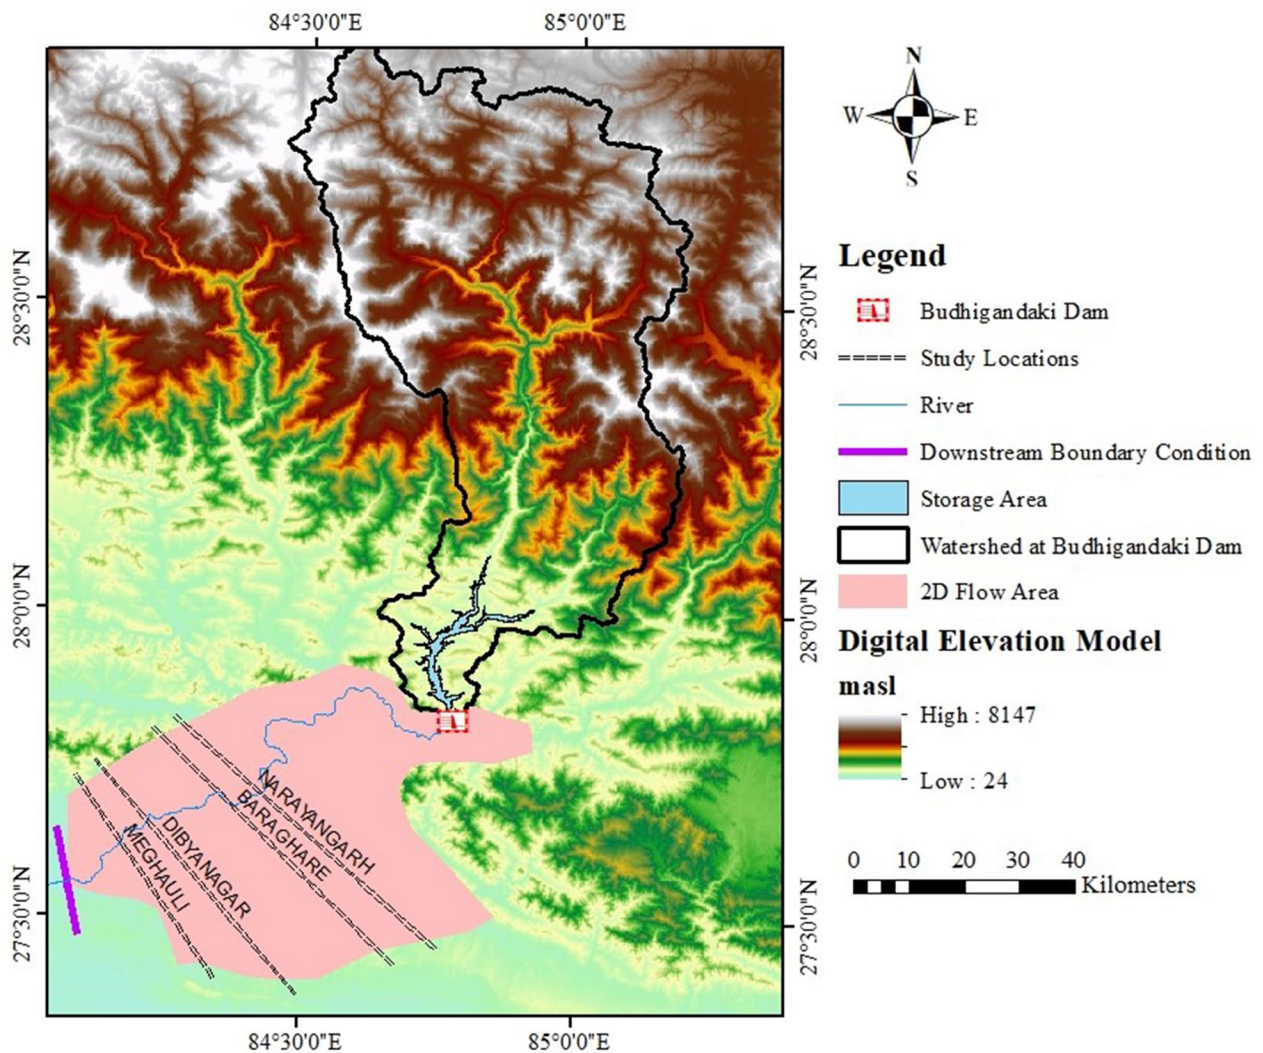 84°30'0"E 85°0'0"E
N
W E
S
28°30'0"N 28°30'0"N
28°0'0"N 28°0'0"N
27°30'0"N 27°30'0"N
Legend
Budhigandaki Dam
Study Locations
River
Downstream Boundary Condition
Storage Area
Watershed at Budhigandaki Dam
2D Flow Area
Digital Elevation Model
masl
High : 8147
Low : 24
NARAYANGARH
BARAGHARE
DIBYANAGAR
MEGHAULI
0 10 20 30 40
Kilometers
84°30'0"E 85°0'0"E